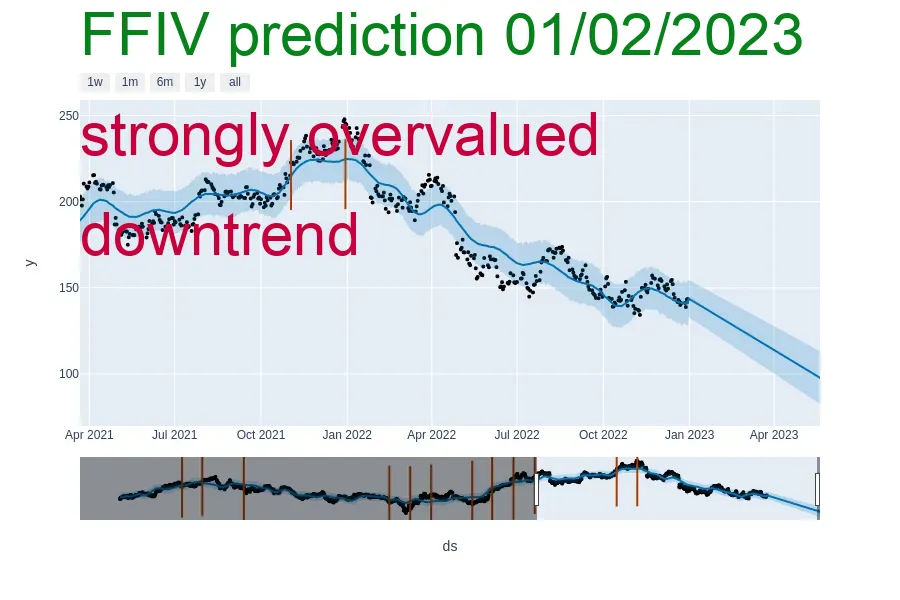 FFIV prediction 01/02/2023
1w 1m 6m 1y all
250
strongly overvalued
200
downtrend
y
150
100
Apr 2021 Jul 2021 Oct 2021 Jan 2022 Apr 2022 Jul 2022 Oct 2022 Jan 2023 Apr 2023
ds